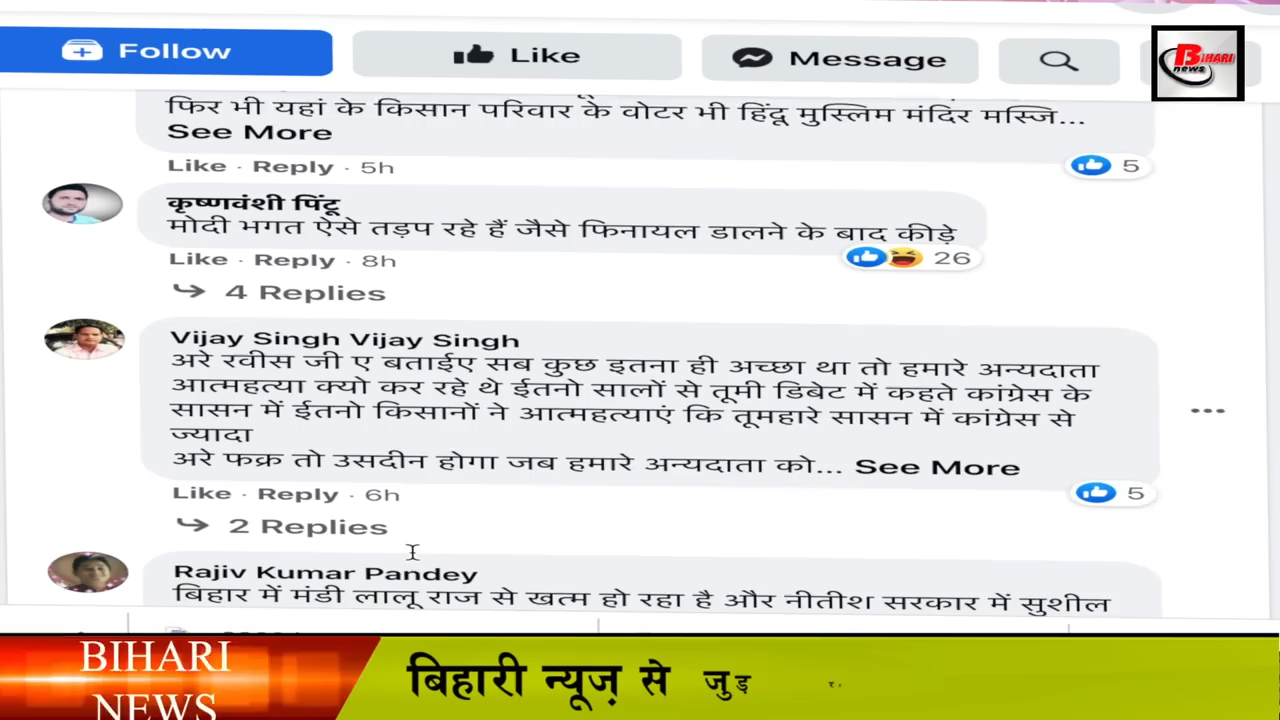 Follow
Like
Message
BIHARI
news
फिर भी यहां के किसान परिवार के वोटर भी हिंदू मुस्लिम मंदिर मस्जि...
See More
Like · Reply · 5h
5
कृष्णवंशी पिंटू
मोदी भगत ऐसे तड़प रहे हैं जैसे फिनायल डालने के बाद कीड़े
Like · Reply · 8h
26
4 Replies
Vijay Singh Vijay Singh
अरे रवीस जी ए बताईए सब कुछ इतना ही अच्छा था तो हमारे अन्यदाता
आत्महत्या क्यो कर रहे थे ईतनो सालों से तूमी डिबेट में कहते कांग्रेस के
सासन में ईतनो किसानों ने आत्महत्याएं कि तूमहारे सासन में कांग्रेस से
ज्यादा
अरे फक्र तो उसदीन होगा जब हमारे अन्यदाता को... See More
Like · Reply · 6h
5
2 Replies
Rajiv Kumar Pandey
बिहार में मंडी लालू राज से खत्म हो रहा है और नीतीश सरकार में सुशील
BIHARI
NEWS
बिहारी न्यूज़ से जुड़